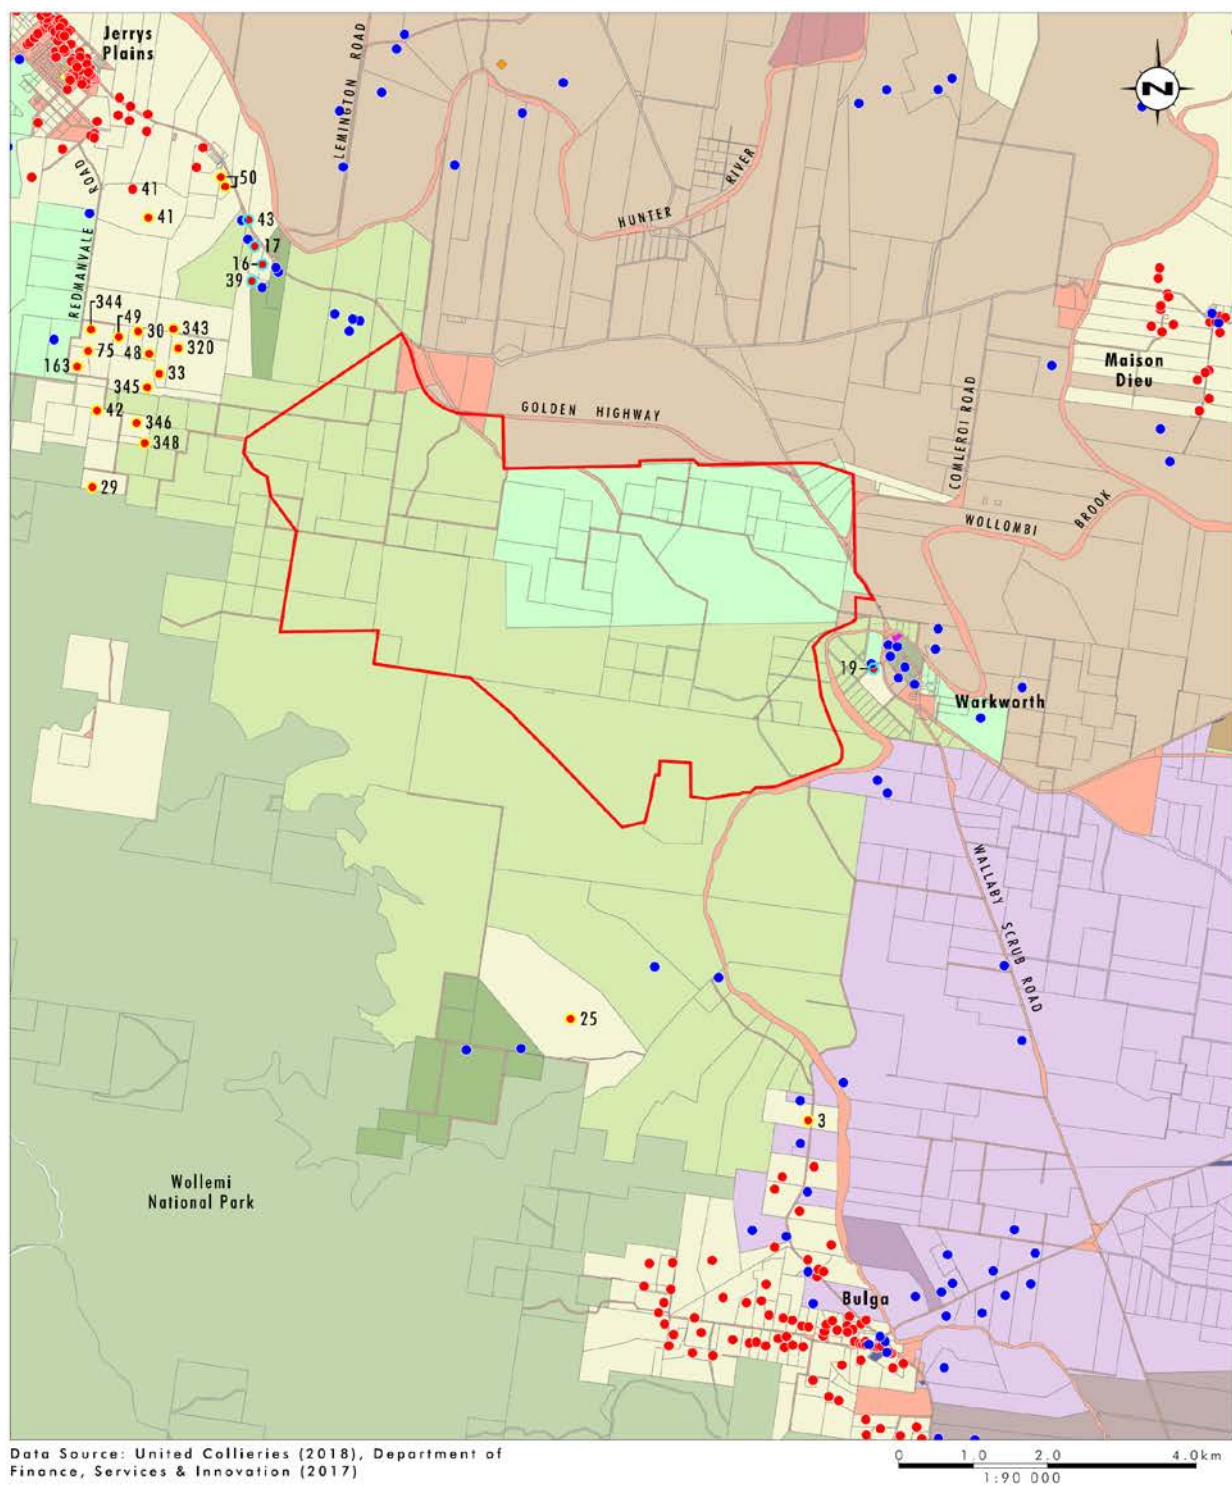 Jerrys
Plains
LEMINGTON ROAD
N
50
ROAD
41
41
RIVER
HUNTER
43
17
16
39
REDMANVALE
344
49
30
343
75
48
320
163
33
345
42
346
348
29
Maison
Dieu
GOLDEN HIGHWAY
COMLEROI ROAD
WOLLOMBI
BROOK
19
Warkworth
WALLABY SCRUB ROAD
25
3
Wollemi
National Park
Bulga
Data Source: United Collieries (2018), Department of
Finance, Services & Innovation (2017)
0 1.0 2.0 4.0km
1:90 000